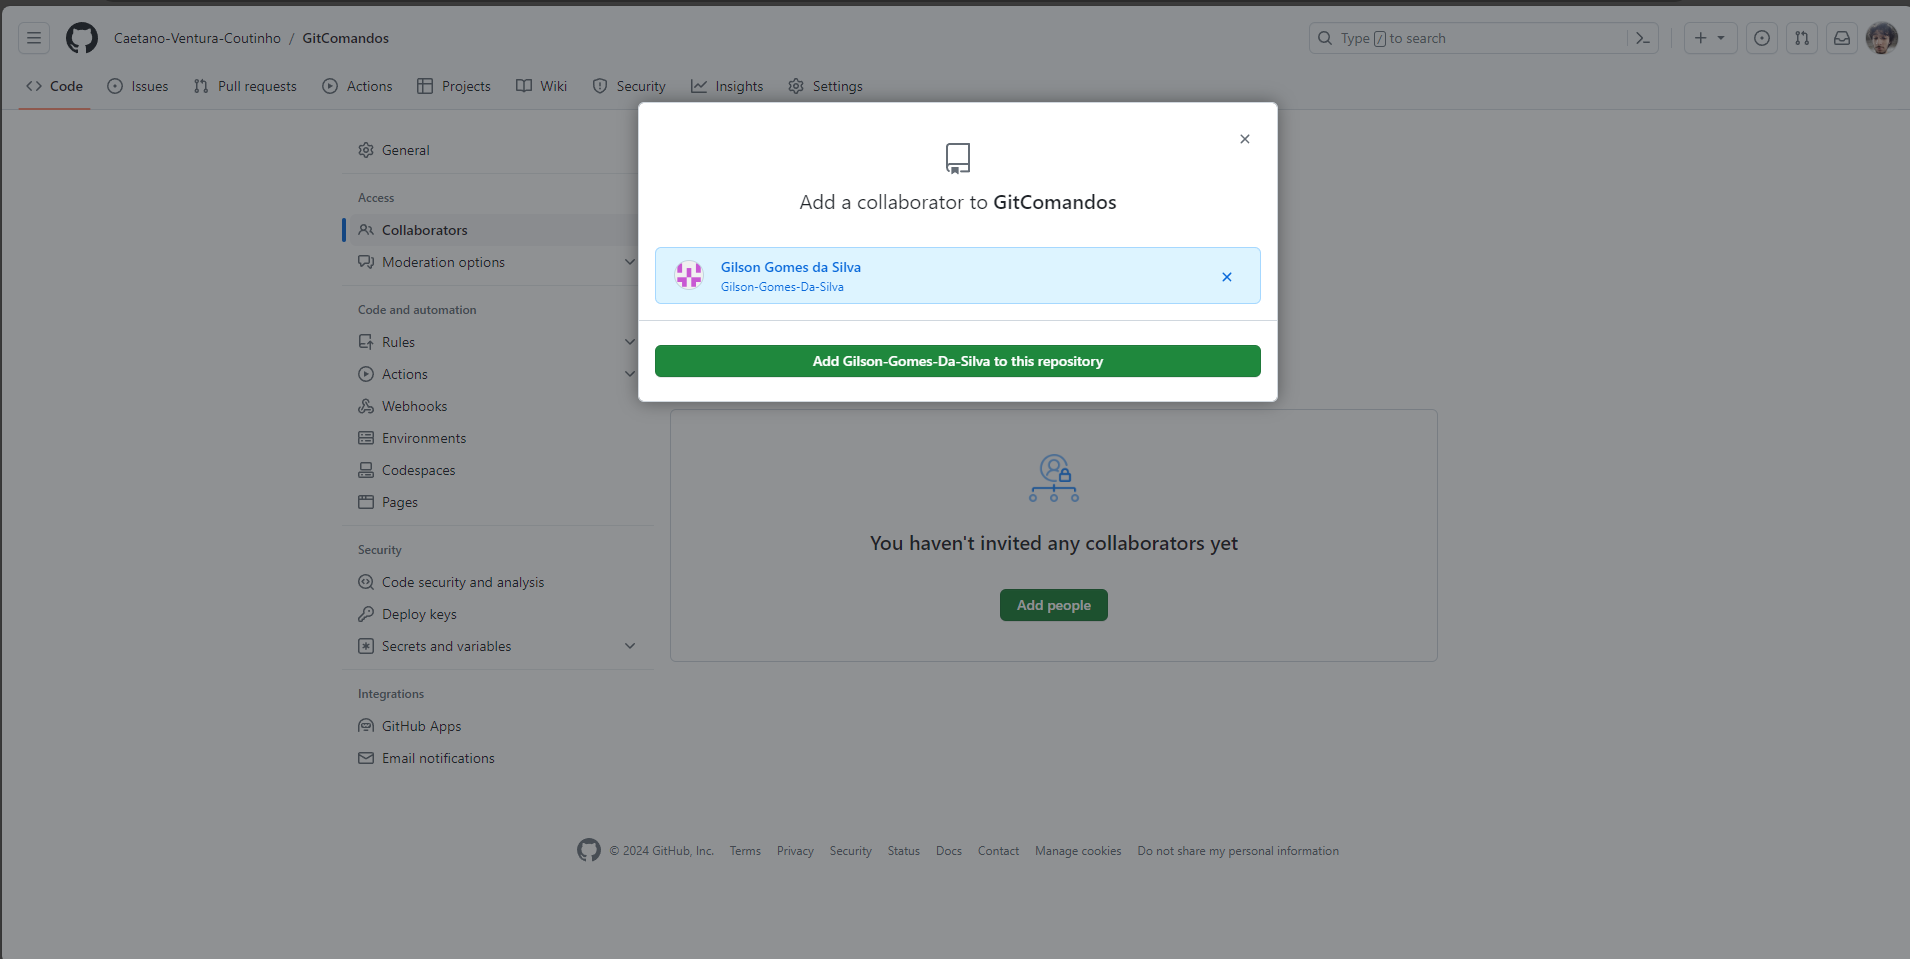 Caetano-Ventura-Coutinho / GitComandos
Type / to search
Code Issues Pull requests Actions Projects Wiki Security Insights Settings
General
Access
Collaborators
Moderation options
Code and automation
Rules
Actions
Webhooks
Environments
Codespaces
Pages
Security
Code security and analysis
Deploy keys
Secrets and variables
Integrations
GitHub Apps
Email notifications
Add a collaborator to GitComandos
Gilson Gomes da Silva
Gilson-Gomes-Da-Silva
Add Gilson-Gomes-Da-Silva to this repository
You haven't invited any collaborators yet
Add people
© 2024 GitHub, Inc. Terms Privacy Security Status Docs Contact Manage cookies Do not share my personal information